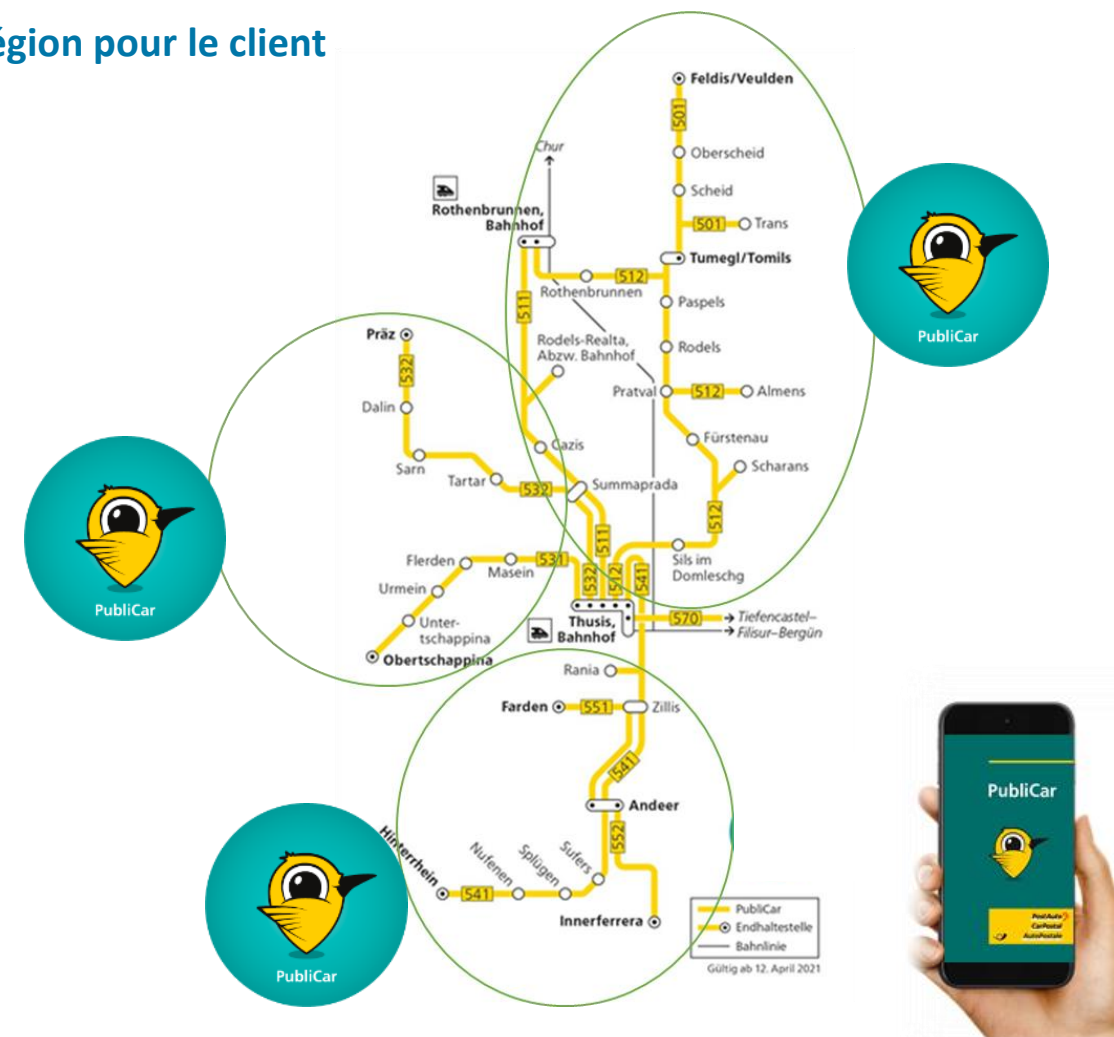 égion pour le client
Feldis/Veulden
501
Oberscheid
Chur
Scheid
Rothenbrunnen,
Bahnhof
501
Trans
Tumegl/Tomils
512
Rothenbrunnen
Paspels
511
PubliCar
Präz
Rodels-Realta,
Abzw. Bahnhof
Rodels
532
Pratval
512
Almens
Dalin
Fürstenau
Cazis
Sarn
Scharans
Tartar
532
Summaprada
512
511
Flerden
Masein
531
Sils im
Domleschg
532
512
541
Urmein
PubliCar
Unter-
tschappina
Thusis,
Bahnhof
570
Tiefencastel–
Filisur–Bergün
Obertschappina
Rania
Farden
551
Zillis
541
PubliCar
Andeer
552
Hinterrhein
Nufenen
Splügen
Sufers
541
Innerferrera
PubliCar
Endhaltestelle
Bahnlinie
Gültig ab 12. April 2021
PubliCar
PostAuto
CarPostal
AutoPostale